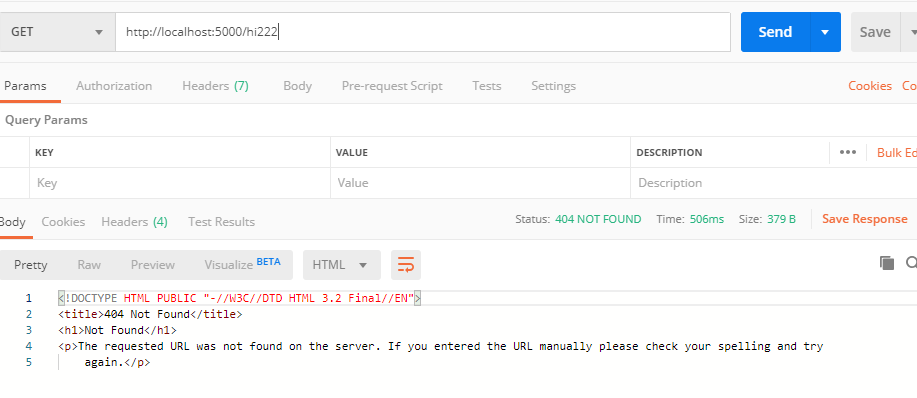 GET http://localhost:5000/hi222 Send Save
Params Authorization Headers (7) Body Pre-request Script Tests Settings Cookies Co
Query Params
KEY VALUE DESCRIPTION ••• Bulk Ed
Key Value Description
Body Cookies Headers (4) Test Results Status: 404 NOT FOUND Time: 506ms Size: 379 B Save Response
Pretty Raw Preview Visualize BETA HTML
1 <!DOCTYPE HTML PUBLIC "-//W3C//DTD HTML 3.2 Final//EN">
2 <title>404 Not Found</title>
3 <h1>Not Found</h1>
4 <p>The requested URL was not found on the server. If you entered the URL manually please check your spelling and try
5 again.</p>